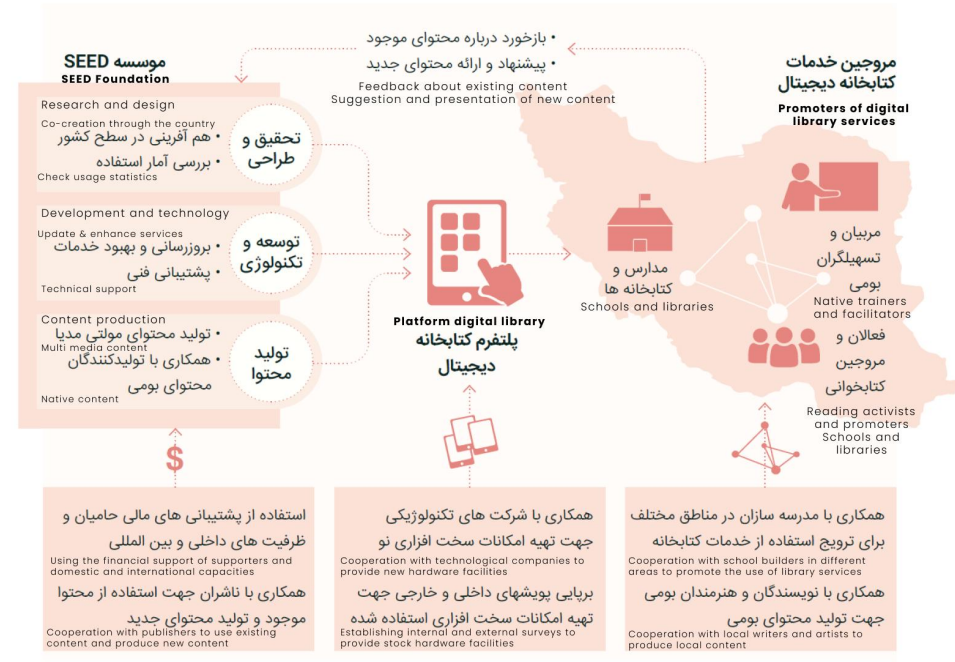 موسسه SEED
SEED Foundation
Research and design
Co-creation through the country
• هم آفرینی در سطح کشور
• بررسی آمار استفاده
Check usage statistics
تحقیق و
طراحی
Development and technology
Update & enhance services
• بروزرسانی و بهبود خدمات
• پشتیبانی فنی
Technical support
توسعه و
تکنولوژی
Content production
• تولید محتوای مولتی مدیا
Multi media content
• همکاری با تولیدکنندگان
محتوای بومی
Native content
تولید
محتوا
• بازخورد درباره محتوای موجود
• پیشنهاد و ارائه محتوای جدید
Feedback about existing content
Suggestion and presentation of new content
Platform digital library
پلتفرم کتابخانه
دیجیتال
مروجین خدمات
کتابخانه دیجیتال
Promoters of digital
library services
مدارس و
کتابخانه ها
Schools and libraries
مربیان و
تسهیلگران
بومی
Native trainers
and facilitators
فعالان و
مروجین
کتابخوانی
Reading activists
and promoters
Schools and
libraries
$
استفاده از پشتیبانی های مالی حامیان و
ظرفیت های داخلی و بین المللی
Using the financial support of supporters and
domestic and international capacities
همکاری با ناشران جهت استفاده از محتوا
موجود و تولید محتوای جدید
Cooperation with publishers to use existing
content and produce new content
همکاری با شرکت های تکنولوژیکی
جهت تهیه امکانات سخت افزاری نو
Cooperation with technological companies to
provide new hardware facilities
برپایی پویشهای داخلی و خارجی جهت
تهیه امکانات سخت افزاری استفاده شده
Establishing internal and external surveys to
provide stock hardware facilities
همکاری با مدرسه سازان در مناطق مختلف
برای ترویج استفاده از خدمات کتابخانه
Cooperation with school builders in different
areas to promote the use of library services
همکاری با نویسندگان و هنرمندان بومی
جهت تولید محتوای بومی
Cooperation with local writers and artists to
produce local content